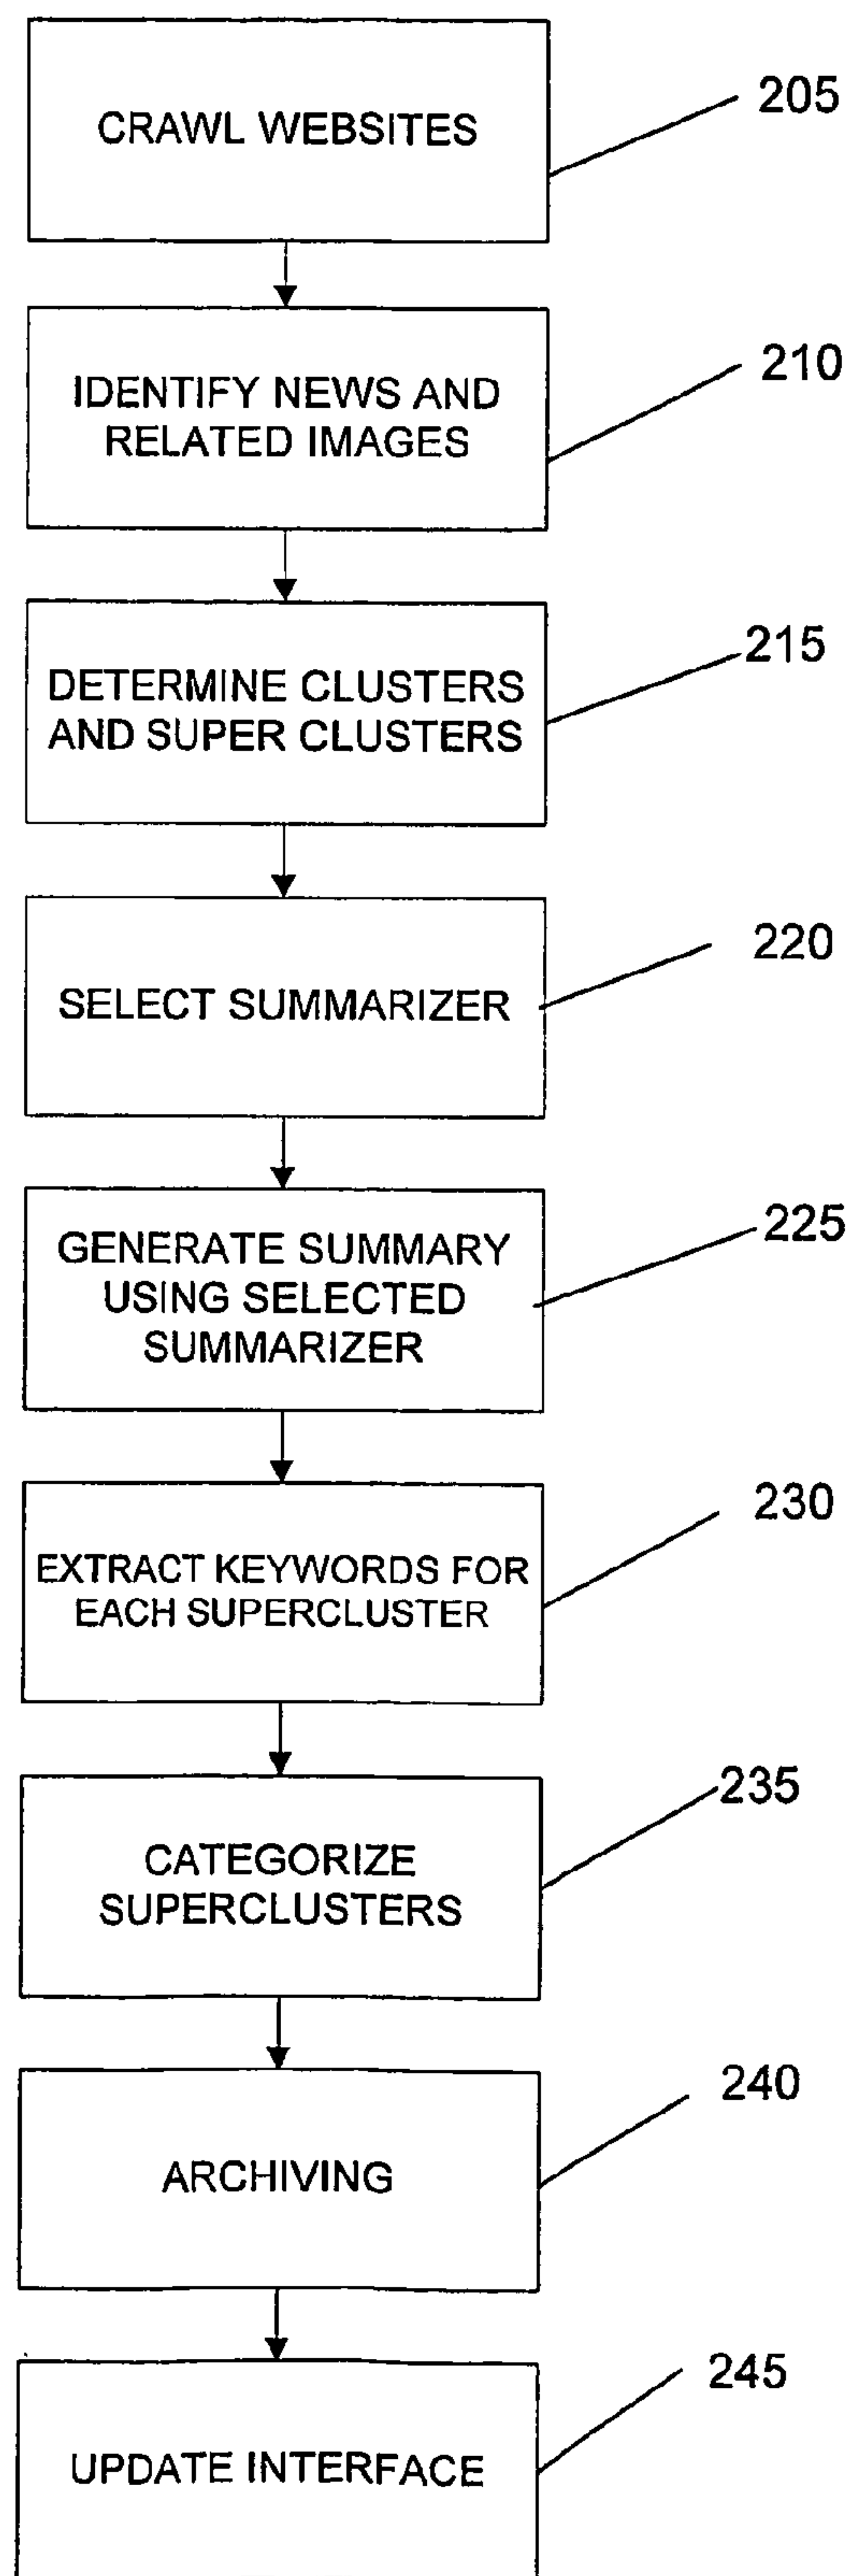 CRAWL WEBSITES
205
IDENTIFY NEWS AND
RELATED IMAGES
210
DETERMINE CLUSTERS
AND SUPER CLUSTERS
215
SELECT SUMMARIZER
220
GENERATE SUMMARY
USING SELECTED
SUMMARIZER
225
EXTRACT KEYWORDS FOR
EACH SUPERCLUSTER
230
CATEGORIZE
SUPERCLUSTERS
235
ARCHIVING
240
UPDATE INTERFACE
245